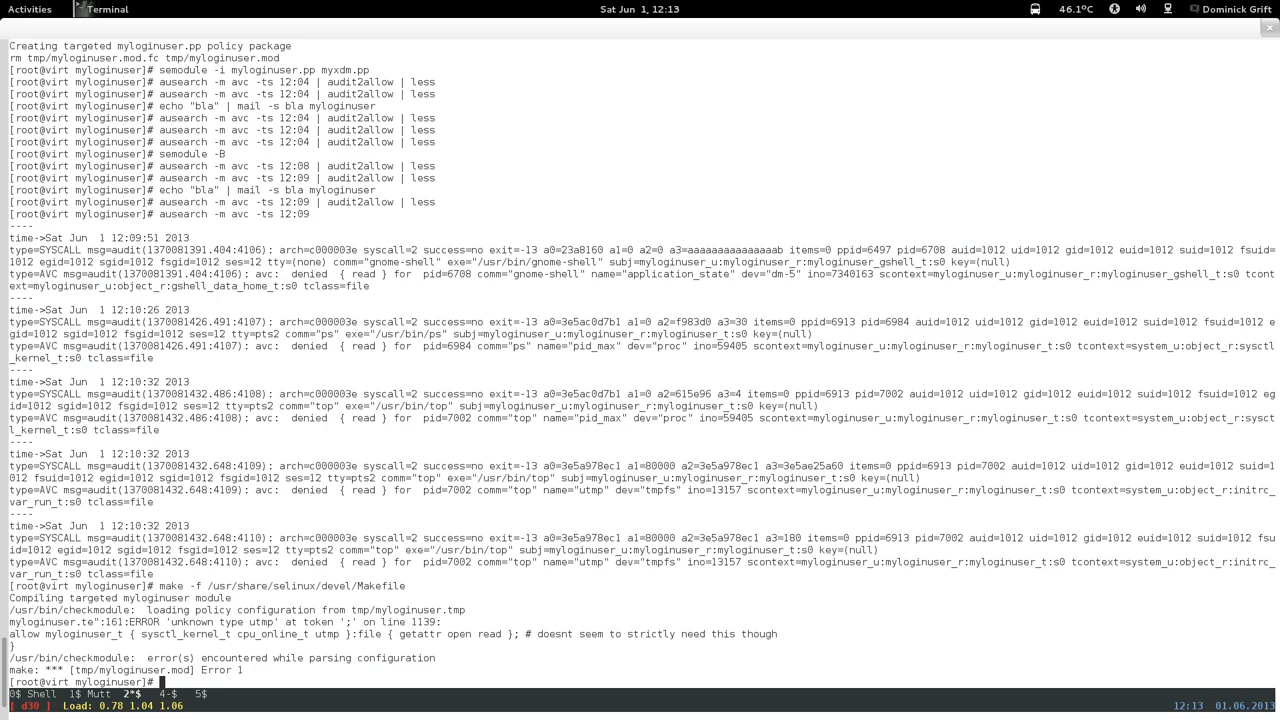 Activities Terminal Sat Jun 1, 12:13 46.1°C Dominick Grift
Creating targeted myloginuser.pp policy package
rm tmp/myloginuser.mod.fc tmp/myloginuser.mod
[root@virt myloginuser]# semodule -i myloginuser.pp myxdm.pp
[root@virt myloginuser]# ausearch -m avc -ts 12:04 | audit2allow | less
[root@virt myloginuser]# ausearch -m avc -ts 12:04 | audit2allow | less
[root@virt myloginuser]# echo "bla" | mail -s bla myloginuser
[root@virt myloginuser]# ausearch -m avc -ts 12:04 | audit2allow | less
[root@virt myloginuser]# ausearch -m avc -ts 12:04 | audit2allow | less
[root@virt myloginuser]# ausearch -m avc -ts 12:04 | audit2allow | less
[root@virt myloginuser]# semodule -B
[root@virt myloginuser]# ausearch -m avc -ts 12:08 | audit2allow | less
[root@virt myloginuser]# ausearch -m avc -ts 12:09 | audit2allow | less
[root@virt myloginuser]# echo "bla" | mail -s bla myloginuser
[root@virt myloginuser]# ausearch -m avc -ts 12:09 | audit2allow | less
[root@virt myloginuser]# ausearch -m avc -ts 12:09
----
time->Sat Jun  1 12:09:51 2013
type=SYSCALL msg=audit(1370081391.404:4106): arch=c000003e syscall=2 success=no exit=-13 a0=23a8160 a1=0 a2=0 a3=aaaaaaaaaaaaaaab items=0 ppid=6497 pid=6708 auid=1012 uid=1012 gid=1012 euid=1012 suid=1012 fsuid=
1012 egid=1012 sgid=1012 fsgid=1012 ses=12 tty=(none) comm="gnome-shell" exe="/usr/bin/gnome-shell" subj=myloginuser_u:myloginuser_r:myloginuser_gshell_t:s0 key=(null)
type=AVC msg=audit(1370081391.404:4106): avc:  denied  { read } for  pid=6708 comm="gnome-shell" name="application_state" dev="dm-5" ino=7340163 scontext=myloginuser_u:myloginuser_r:myloginuser_gshell_t:s0 tcont
ext=myloginuser_u:object_r:gshell_data_home_t:s0 tclass=file
----
time->Sat Jun  1 12:10:26 2013
type=SYSCALL msg=audit(1370081426.491:4107): arch=c000003e syscall=2 success=no exit=-13 a0=3e5ac0d7b1 a1=0 a2=f983d0 a3=30 items=0 ppid=6913 pid=6984 auid=1012 uid=1012 gid=1012 euid=1012 suid=1012 fsuid=1012 e
gid=1012 sgid=1012 fsgid=1012 ses=12 tty=pts2 comm="ps" exe="/usr/bin/ps" subj=myloginuser_u:myloginuser_r:myloginuser_t:s0 key=(null)
type=AVC msg=audit(1370081426.491:4107): avc:  denied  { read } for  pid=6984 comm="ps" name="pid_max" dev="proc" ino=59405 scontext=myloginuser_u:myloginuser_r:myloginuser_t:s0 tcontext=system_u:object_r:sysctl
_kernel_t:s0 tclass=file
----
time->Sat Jun  1 12:10:32 2013
type=SYSCALL msg=audit(1370081432.486:4108): arch=c000003e syscall=2 success=no exit=-13 a0=3e5ac0d7b1 a1=0 a2=615e96 a3=4 items=0 ppid=6913 pid=7002 auid=1012 uid=1012 gid=1012 euid=1012 suid=1012 fsuid=1012 eg
id=1012 sgid=1012 fsgid=1012 ses=12 tty=pts2 comm="top" exe="/usr/bin/top" subj=myloginuser_u:myloginuser_r:myloginuser_t:s0 key=(null)
type=AVC msg=audit(1370081432.486:4108): avc:  denied  { read } for  pid=7002 comm="top" name="pid_max" dev="proc" ino=59405 scontext=myloginuser_u:myloginuser_r:myloginuser_t:s0 tcontext=system_u:object_r:sysct
l_kernel_t:s0 tclass=file
----
time->Sat Jun  1 12:10:32 2013
type=SYSCALL msg=audit(1370081432.648:4109): arch=c000003e syscall=2 success=no exit=-13 a0=3e5a978ec1 a1=80000 a2=3e5a978ec1 a3=3e5ae25a60 items=0 ppid=6913 pid=7002 auid=1012 uid=1012 gid=1012 euid=1012 suid=1
012 fsuid=1012 egid=1012 sgid=1012 fsgid=1012 ses=12 tty=pts2 comm="top" exe="/usr/bin/top" subj=myloginuser_u:myloginuser_r:myloginuser_t:s0 key=(null)
type=AVC msg=audit(1370081432.648:4109): avc:  denied  { read } for  pid=7002 comm="top" name="utmp" dev="tmpfs" ino=13157 scontext=myloginuser_u:myloginuser_r:myloginuser_t:s0 tcontext=system_u:object_r:initrc_
var_run_t:s0 tclass=file
----
time->Sat Jun  1 12:10:32 2013
type=SYSCALL msg=audit(1370081432.648:4110): arch=c000003e syscall=2 success=no exit=-13 a0=3e5a978ec1 a1=80000 a2=3e5a978ec1 a3=180 items=0 ppid=6913 pid=7002 auid=1012 uid=1012 gid=1012 euid=1012 suid=1012 fsu
id=1012 egid=1012 sgid=1012 fsgid=1012 ses=12 tty=pts2 comm="top" exe="/usr/bin/top" subj=myloginuser_u:myloginuser_r:myloginuser_t:s0 key=(null)
type=AVC msg=audit(1370081432.648:4110): avc:  denied  { read } for  pid=7002 comm="top" name="utmp" dev="tmpfs" ino=13157 scontext=myloginuser_u:myloginuser_r:myloginuser_t:s0 tcontext=system_u:object_r:initrc_
var_run_t:s0 tclass=file
[root@virt myloginuser]# make -f /usr/share/selinux/devel/Makefile
Compiling targeted myloginuser module
/usr/bin/checkmodule:  loading policy configuration from tmp/myloginuser.tmp
myloginuser.te":161:ERROR 'unknown type utmp' at token ';' on line 1139:
allow myloginuser_t { sysctl_kernel_t cpu_online_t utmp }:file { getattr open read }; # doesnt seem to strictly need this though
}
/usr/bin/checkmodule:  error(s) encountered while parsing configuration
make: *** [tmp/myloginuser.mod] Error 1
[root@virt myloginuser]#
0$ Shell  1$ Mutt  2*$  4-$  5$
[ d30 ]  Load: 0.78 1.04 1.06 12:13 01.06.2013